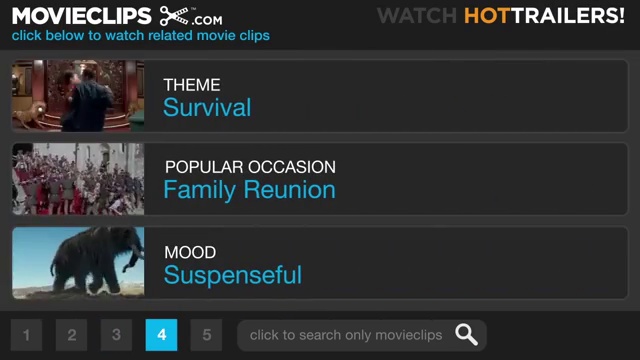 MOVIECLIPS .COM
WATCH HOTTRAILERS!
click below to watch related movie clips
THEME
Survival
POPULAR OCCASION
Family Reunion
MOOD
Suspenseful
1 2 3 4 5 click to search only movieclips